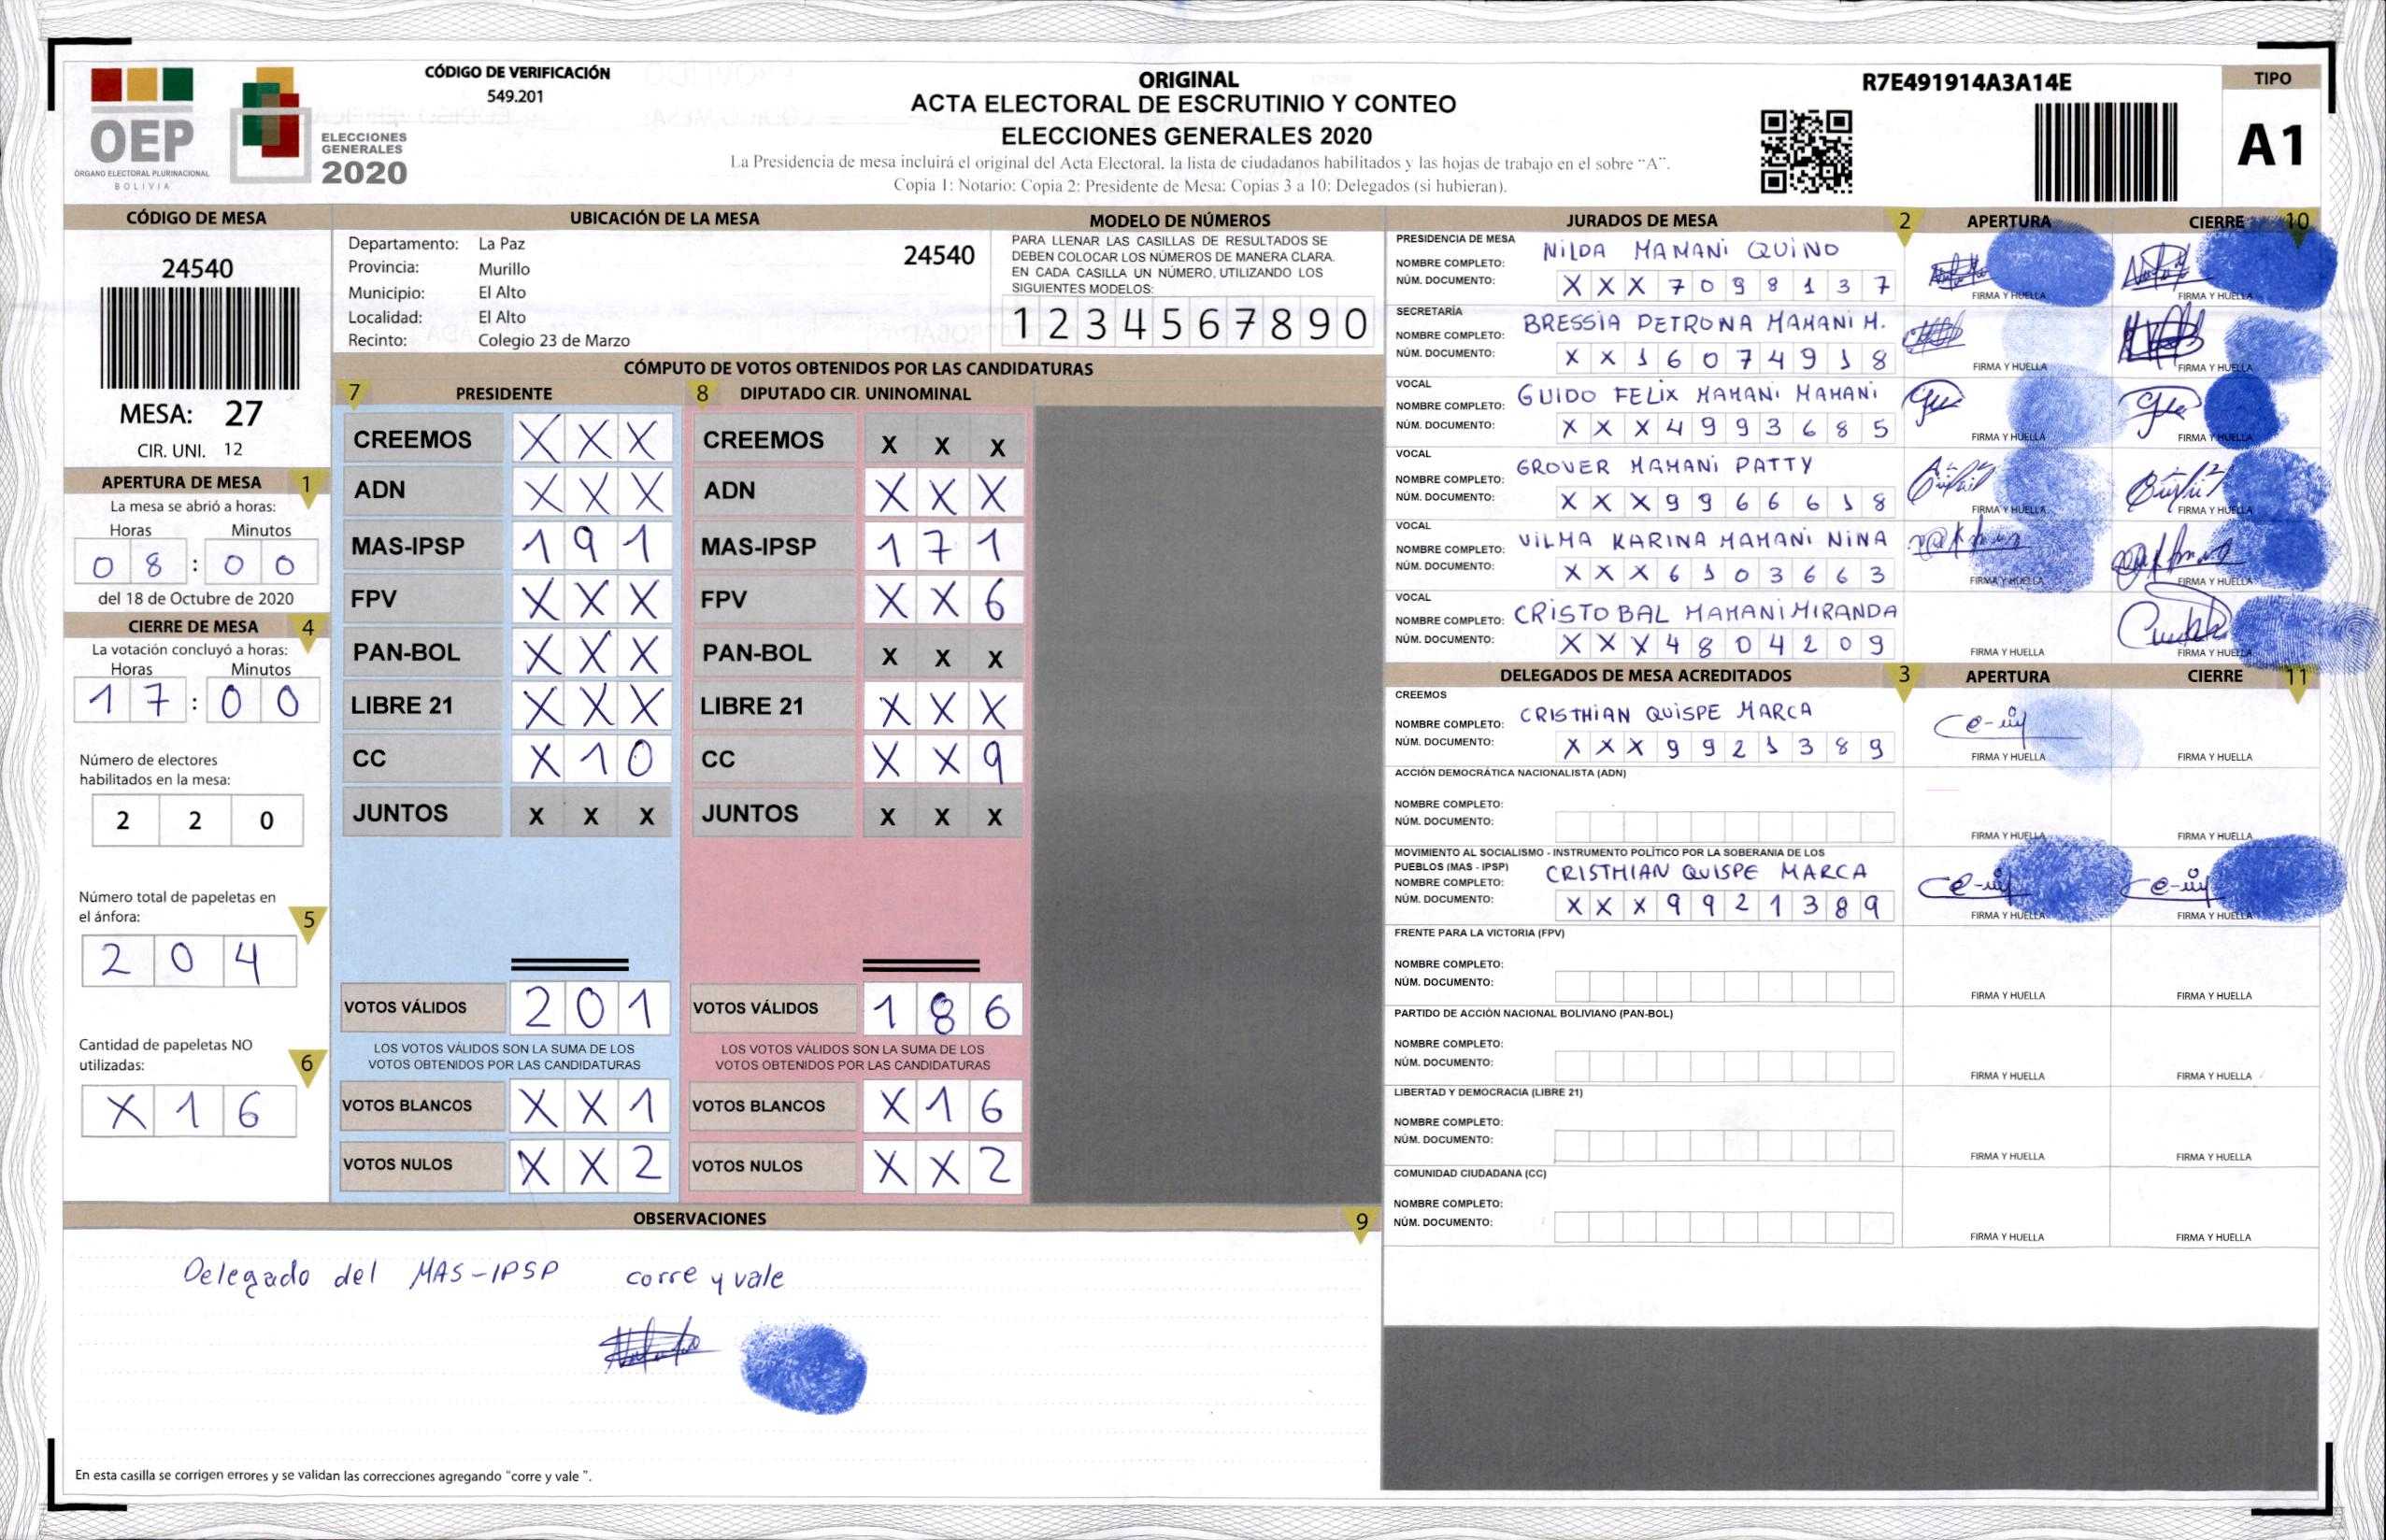 OEP
ÓRGANO ELECTORAL PLURINACIONAL
BOLIVIA
ELECCIONES
GENERALES
2020
CÓDIGO DE VERIFICACIÓN
549.201
ORIGINAL
ACTA ELECTORAL DE ESCRUTINIO Y CONTEO
ELECCIONES GENERALES 2020
La Presidencia de mesa incluirá el original del Acta Electoral, la lista de ciudadanos habilitados y las hojas de trabajo en el sobre "A".
Copia 1: Notario: Copia 2: Presidente de Mesa: Copias 3 a 10: Delegados (si hubieran).
R7E491914A3A14E
TIPO
A1
CÓDIGO DE MESA
24540
MESA: 27
CIR. UNI. 12
APERTURA DE MESA 1
La mesa se abrió a horas:
Horas Minutos
0 8 : 0 0
del 18 de Octubre de 2020
CIERRE DE MESA 4
La votación concluyó a horas:
Horas Minutos
1 7 : 0 0
Número de electores
habilitados en la mesa:
2 2 0
Número total de papeletas en
el ánfora: 5
2 0 4
Cantidad de papeletas NO
utilizadas: 6
X 1 6
UBICACIÓN DE LA MESA
Departamento: La Paz 24540
Provincia: Murillo
Municipio: El Alto
Localidad: El Alto
Recinto: Colegio 23 de Marzo
MODELO DE NÚMEROS
PARA LLENAR LAS CASILLAS DE RESULTADOS SE
DEBEN COLOCAR LOS NÚMEROS DE MANERA CLARA.
EN CADA CASILLA UN NÚMERO, UTILIZANDO LOS
SIGUIENTES MODELOS:
1 2 3 4 5 6 7 8 9 0
CÓMPUTO DE VOTOS OBTENIDOS POR LAS CANDIDATURAS
7 PRESIDENTE
CREEMOS X X X
ADN X X X
MAS-IPSP 1 9 1
FPV X X X
PAN-BOL X X X
LIBRE 21 X X X
CC X 1 0
JUNTOS X X X
VOTOS VÁLIDOS 2 0 1
LOS VOTOS VÁLIDOS SON LA SUMA DE LOS
VOTOS OBTENIDOS POR LAS CANDIDATURAS
VOTOS BLANCOS X X 1
VOTOS NULOS X X 2
8 DIPUTADO CIR. UNINOMINAL
CREEMOS X X X
ADN X X X
MAS-IPSP 1 7 1
FPV X X 6
PAN-BOL X X X
LIBRE 21 X X X
CC X X 9
JUNTOS X X X
VOTOS VÁLIDOS 1 8 6
LOS VOTOS VÁLIDOS SON LA SUMA DE LOS
VOTOS OBTENIDOS POR LAS CANDIDATURAS
VOTOS BLANCOS X 1 6
VOTOS NULOS X X 2
OBSERVACIONES 9
Delegado del MAS-IPSP corre y vale
En esta casilla se corrigen errores y se validan las correcciones agregando "corre y vale ".
JURADOS DE MESA 2 APERTURA CIERRE 10
PRESIDENCIA DE MESA
NOMBRE COMPLETO: NILDA MAMANI QUINO
NÚM. DOCUMENTO: X X X 7 0 9 8 1 3 7
FIRMA Y HUELLA FIRMA Y HUELLA
SECRETARÍA
NOMBRE COMPLETO: BRESSIA PETRONA MAMANI M.
NÚM. DOCUMENTO: X X 1 6 0 7 4 9 1 8
FIRMA Y HUELLA FIRMA Y HUELLA
VOCAL
NOMBRE COMPLETO: GUIDO FELIX MAMANI MAMANI
NÚM. DOCUMENTO: X X X 4 9 9 3 6 8 5
FIRMA Y HUELLA FIRMA Y HUELLA
VOCAL
NOMBRE COMPLETO: GROVER MAMANI PATTY
NÚM. DOCUMENTO: X X X 9 9 6 6 6 1 8
FIRMA Y HUELLA FIRMA Y HUELLA
VOCAL
NOMBRE COMPLETO: VILMA KARINA MAMANI NINA
NÚM. DOCUMENTO: X X X 6 1 0 3 6 6 3
FIRMA Y HUELLA FIRMA Y HUELLA
VOCAL
NOMBRE COMPLETO: CRISTOBAL MAMANI MIRANDA
NÚM. DOCUMENTO: X X X 4 8 0 4 2 0 9
FIRMA Y HUELLA FIRMA Y HUELLA
DELEGADOS DE MESA ACREDITADOS 3 APERTURA CIERRE 11
CREEMOS
NOMBRE COMPLETO: CRISTHIAN QUISPE MARCA
NÚM. DOCUMENTO: X X X 9 9 2 1 3 8 9
FIRMA Y HUELLA FIRMA Y HUELLA
ACCIÓN DEMOCRÁTICA NACIONALISTA (ADN)
NOMBRE COMPLETO:
NÚM. DOCUMENTO:
FIRMA Y HUELLA FIRMA Y HUELLA
MOVIMIENTO AL SOCIALISMO - INSTRUMENTO POLÍTICO POR LA SOBERANIA DE LOS
PUEBLOS (MAS - IPSP)
NOMBRE COMPLETO: CRISTHIAN QUISPE MARCA
NÚM. DOCUMENTO: X X X 9 9 2 1 3 8 9
FIRMA Y HUELLA FIRMA Y HUELLA
FRENTE PARA LA VICTORIA (FPV)
NOMBRE COMPLETO:
NÚM. DOCUMENTO:
FIRMA Y HUELLA FIRMA Y HUELLA
PARTIDO DE ACCIÓN NACIONAL BOLIVIANO (PAN-BOL)
NOMBRE COMPLETO:
NÚM. DOCUMENTO:
FIRMA Y HUELLA FIRMA Y HUELLA
LIBERTAD Y DEMOCRACIA (LIBRE 21)
NOMBRE COMPLETO:
NÚM. DOCUMENTO:
FIRMA Y HUELLA FIRMA Y HUELLA
COMUNIDAD CIUDADANA (CC)
NOMBRE COMPLETO:
NÚM. DOCUMENTO:
FIRMA Y HUELLA FIRMA Y HUELLA